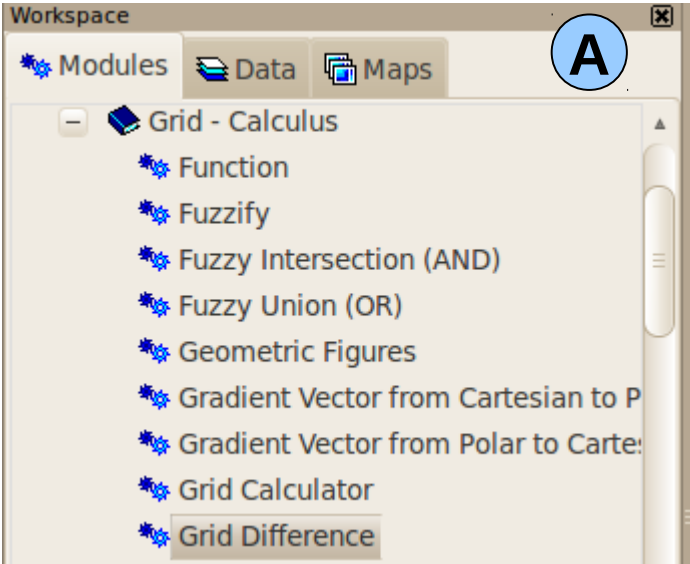 Workspace
A
Modules Data Maps
Grid - Calculus
Function
Fuzzify
Fuzzy Intersection (AND)
Fuzzy Union (OR)
Geometric Figures
Gradient Vector from Cartesian to P
Gradient Vector from Polar to Carte
Grid Calculator
Grid Difference